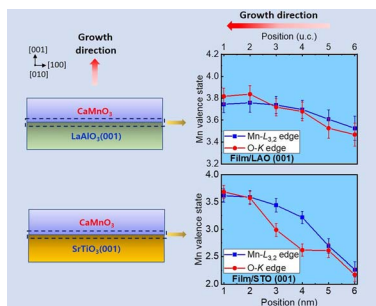 Growth direction
Position (u.c.)
1 2 3 4 5 6
[001]
[100]
[010]
Growth
direction
CaMnO₃
LaAlO₃(001)
Mn valence state
4.2
4.0
3.8
3.6
3.4
3.2
Mn-L₃,₂ edge
O-K edge
Film/LAO (001)
CaMnO₃
SrTiO₃(001)
Mn valence state
4.0
3.5
3.0
2.5
2.0
Mn-L₃,₂ edge
O-K edge
Film/STO (001)
1 2 3 4 5 6
Position (nm)